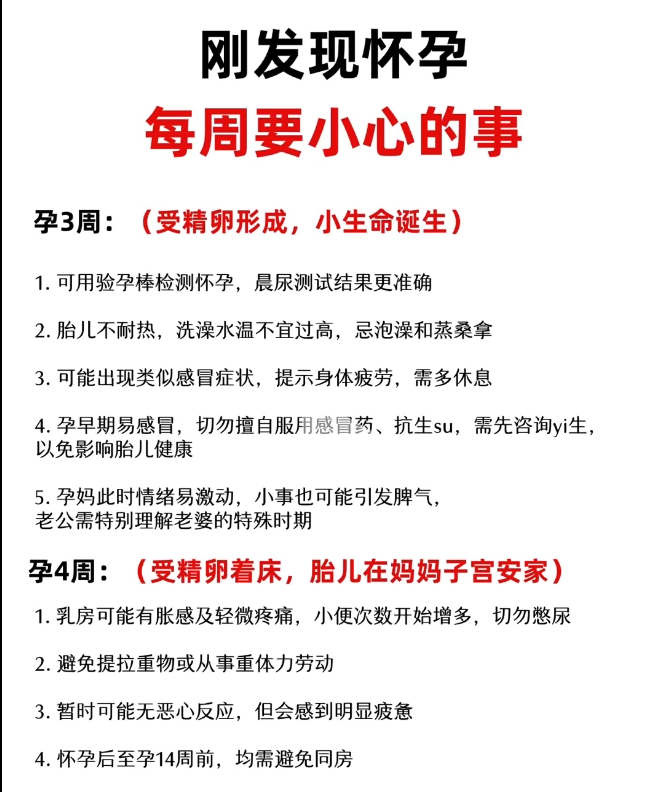 刚发现怀孕
每周要小心的事
孕3周：（受精卵形成，小生命诞生）
1. 可用验孕棒检测怀孕，晨尿测试结果更准确
2. 胎儿不耐热，洗澡水温不宜过高，忌泡澡和蒸桑拿
3. 可能出现类似感冒症状，提示身体疲劳，需多休息
4. 孕早期易感冒，切勿擅自服用感冒药、抗生su，需先咨询yi生，
以免影响胎儿健康
5. 孕妈此时情绪易激动，小事也可能引发脾气，
老公需特别理解老婆的特殊时期
孕4周：（受精卵着床，胎儿在妈妈子宫安家）
1. 乳房可能有胀感及轻微疼痛，小便次数开始增多，切勿憋尿
2. 避免提拉重物或从事重体力劳动
3. 暂时可能无恶心反应，但会感到明显疲惫
4. 怀孕后至孕14周前，均需避免同房